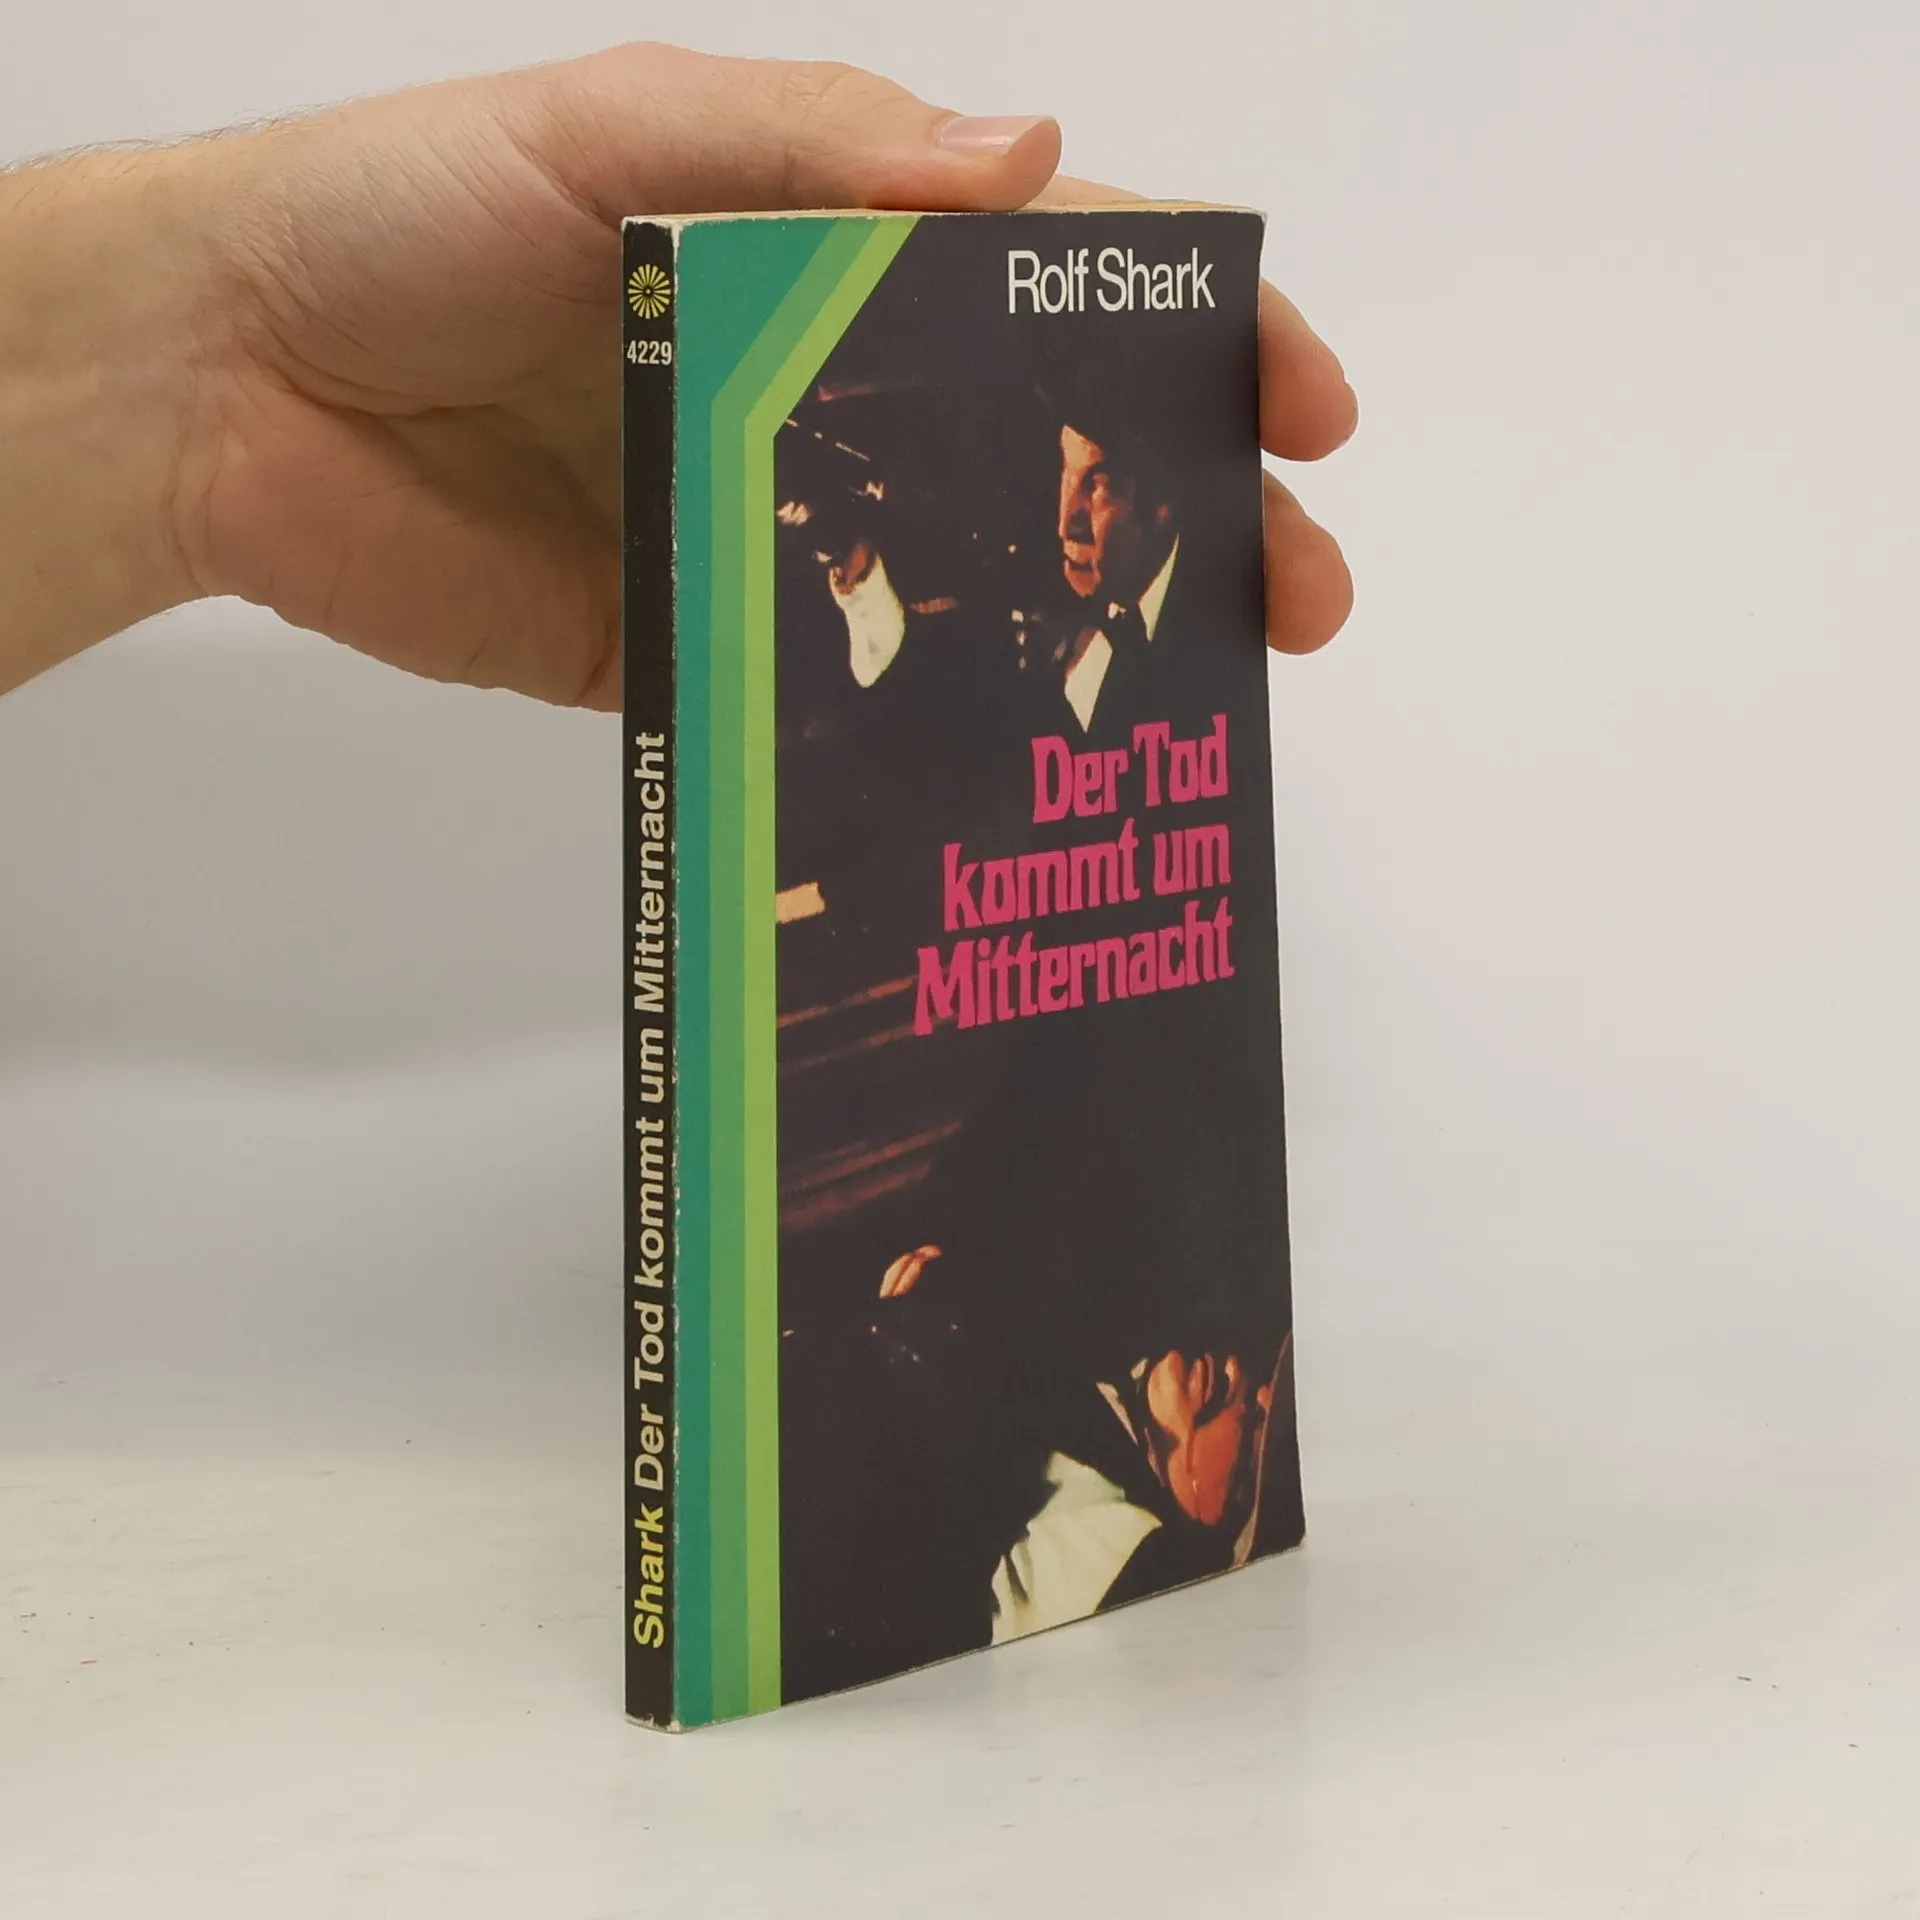 Rolf Shark
Der Tod
kommt um
Mitternacht
4229
Shark Der Tod kommt um Mitternacht